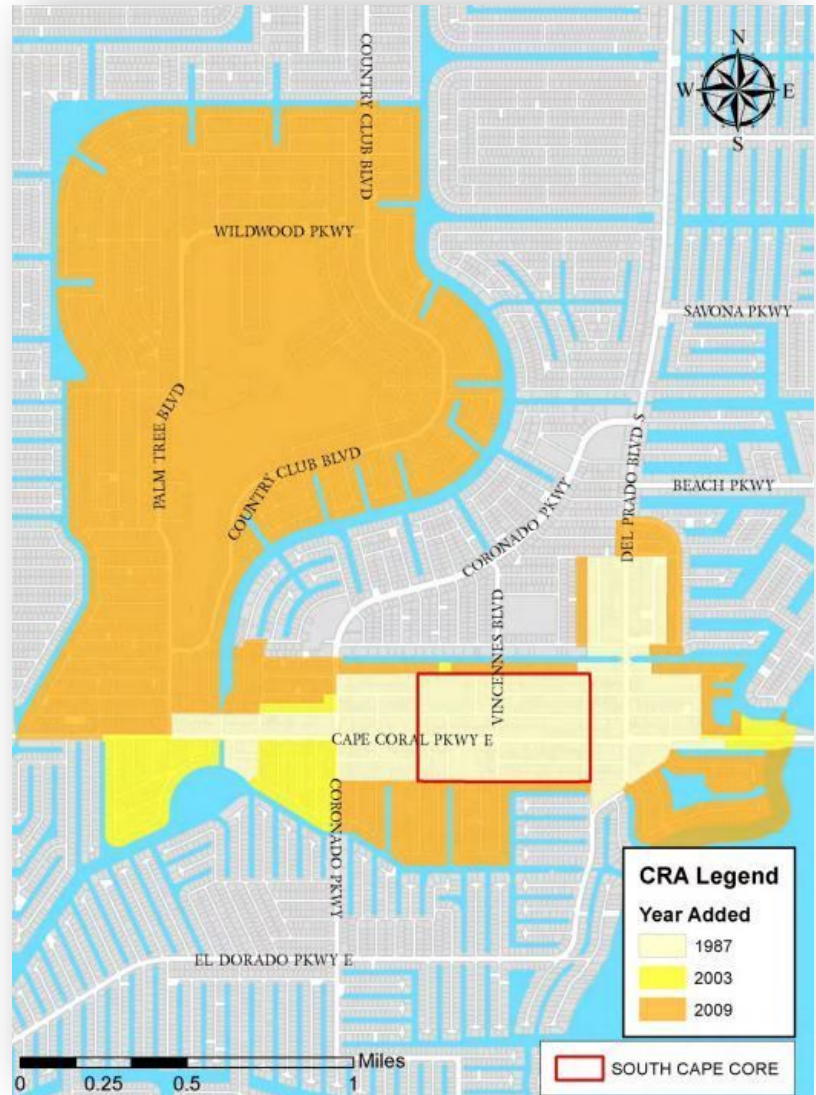 N
W E
S
COUNTRY CLUB BLVD
WILDWOOD PKWY
SAVONA PKWY
PALM TREE BLVD
COUNTRY CLUB BLVD
DEL PRADO BLVD S
BEACH PKWY
CORONADO PKWY
VINCENNES BLVD
CAPE CORAL PKWY E
CORONADO PKWY
EL DORADO PKWY E
CRA Legend
Year Added
1987
2003
2009
SOUTH CAPE CORE
Miles
0 0.25 0.5 1